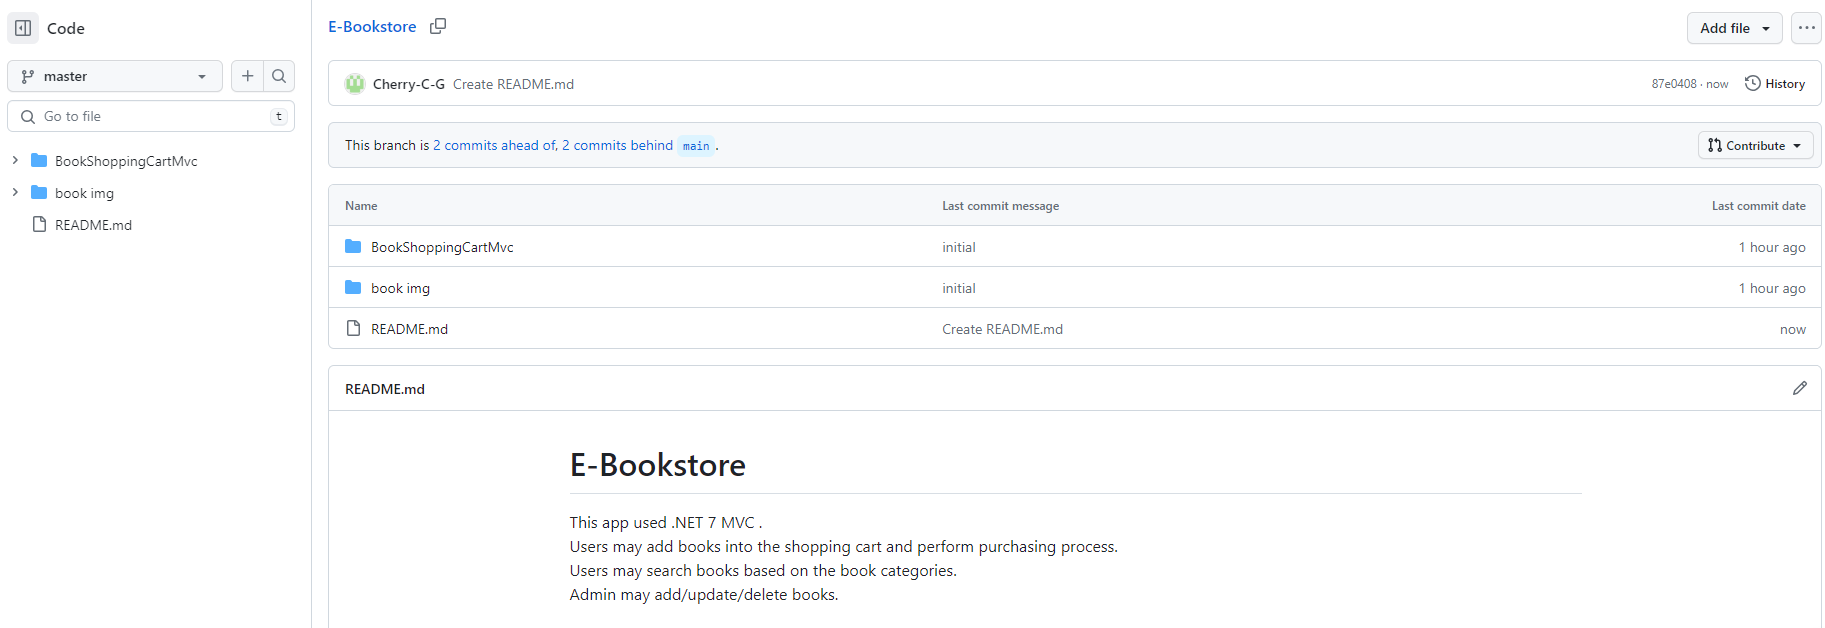 Code
master
Go to file
t
BookShoppingCartMvc
book img
README.md
E-Bookstore
Add file
Cherry-C-G Create README.md
87e0408 · now
History
This branch is 2 commits ahead of, 2 commits behind main .
Contribute
Name Last commit message Last commit date
BookShoppingCartMvc initial 1 hour ago
book img initial 1 hour ago
README.md Create README.md now
README.md
E-Bookstore
This app used .NET 7 MVC .
Users may add books into the shopping cart and perform purchasing process.
Users may search books based on the book categories.
Admin may add/update/delete books.